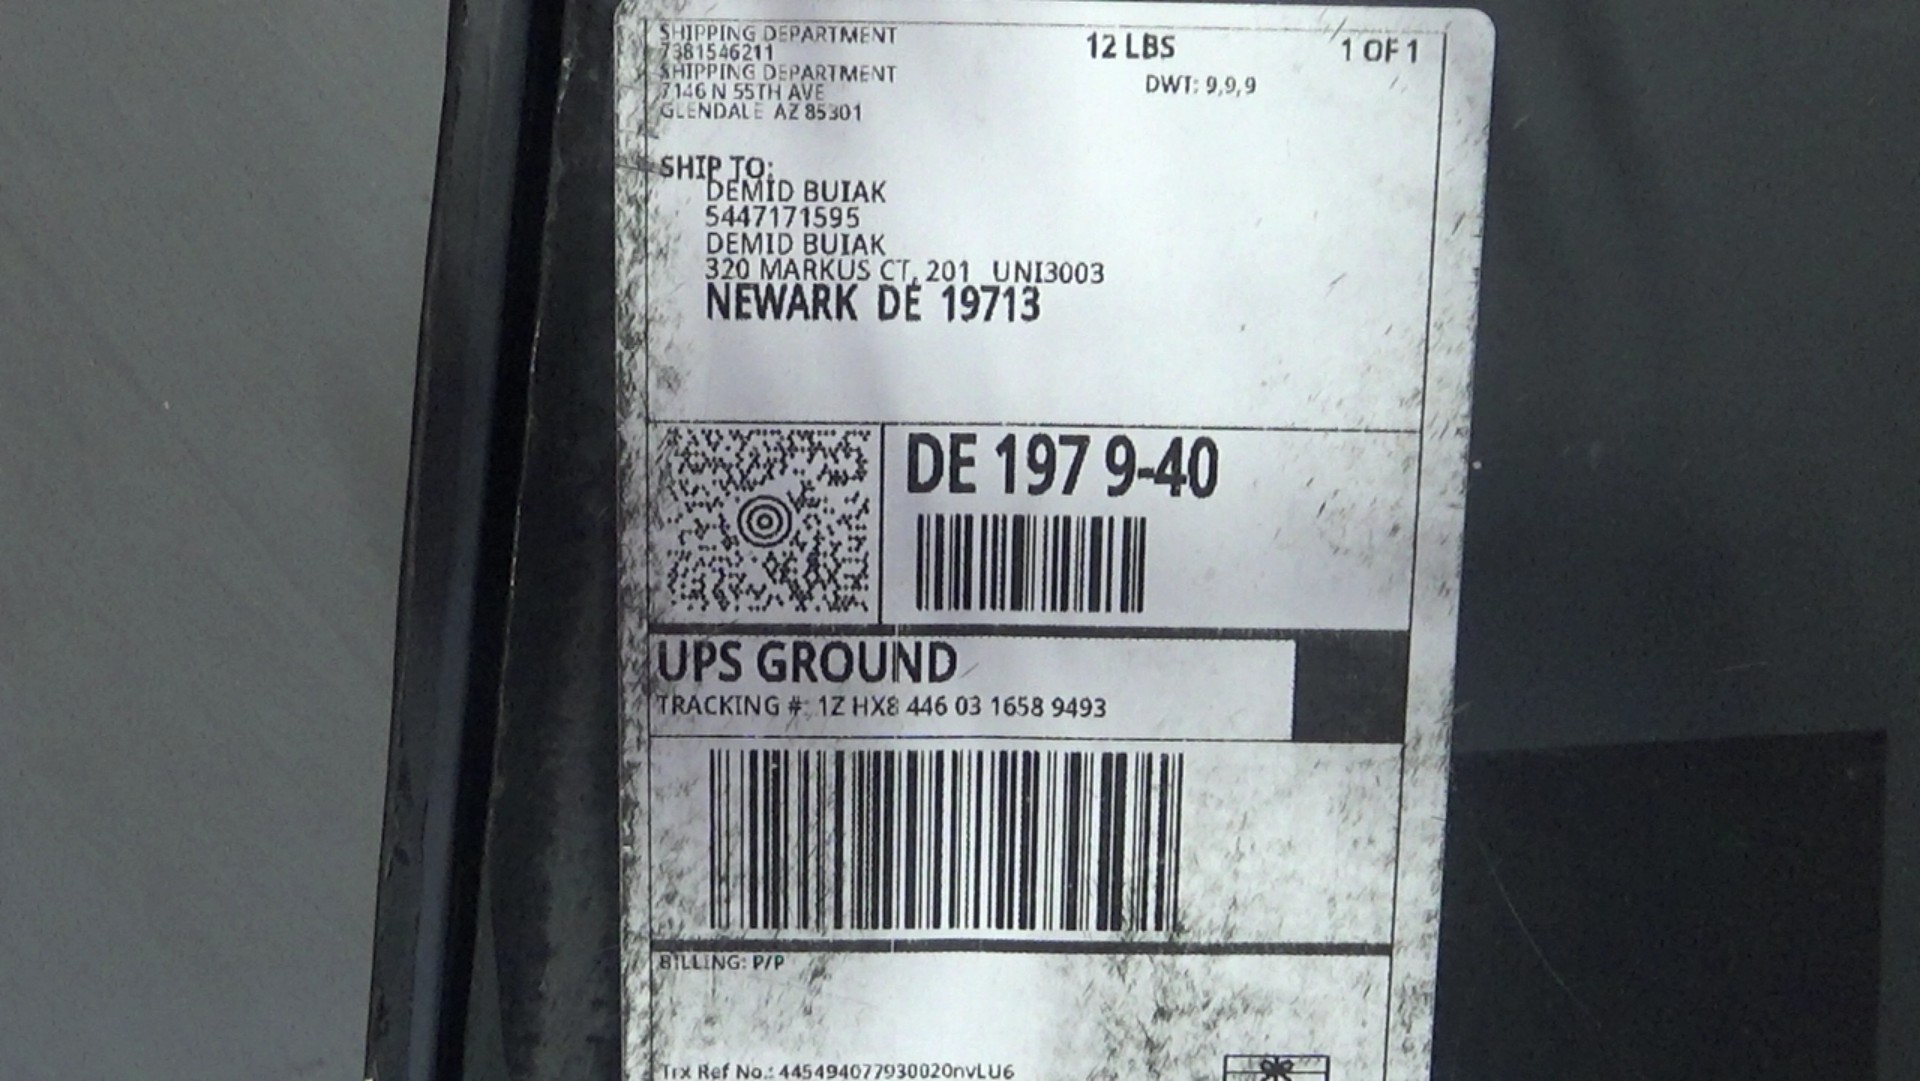 SHIPPING DEPARTMENT
7381546211
SHIPPING DEPARTMENT
7146 N 55TH AVE
GLENDALE AZ 85301
12 LBS
1 OF 1
DWT: 9,9,9
SHIP TO:
DEMID BUIAK
5447171595
DEMID BUIAK
320 MARKUS CT, 201 UNI3003
NEWARK DE 19713
DE 197 9-40
UPS GROUND
TRACKING #: 1Z HX8 446 03 1658 9493
BILLING: P/P
Trx Ref No.: 445494077930020nvLU6